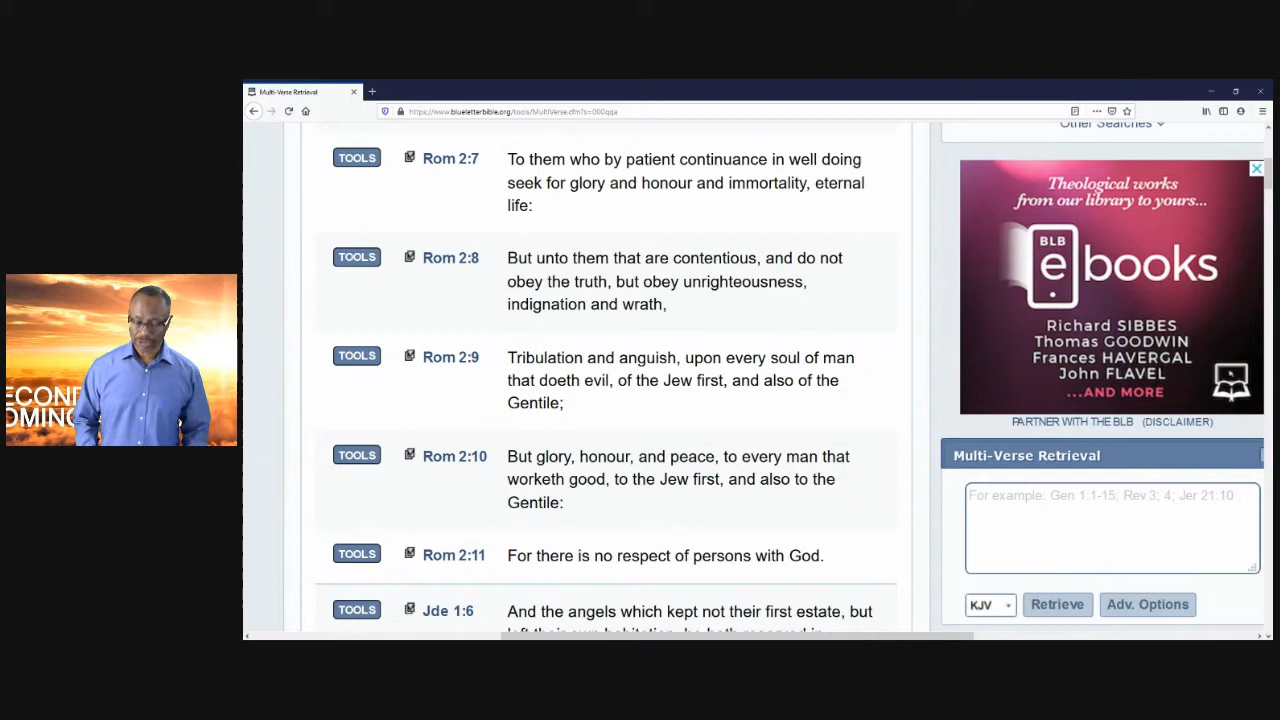 Multi-Verse Retrieval
https://www.blueletterbible.org/tools/MultiVerse.cfm?s=000qqa
Other Searches
TOOLS Rom 2:7 To them who by patient continuance in well doing
seek for glory and honour and immortality, eternal
life:
TOOLS Rom 2:8 But unto them that are contentious, and do not
obey the truth, but obey unrighteousness,
indignation and wrath,
TOOLS Rom 2:9 Tribulation and anguish, upon every soul of man
that doeth evil, of the Jew first, and also of the
Gentile;
TOOLS Rom 2:10 But glory, honour, and peace, to every man that
worketh good, to the Jew first, and also to the
Gentile:
TOOLS Rom 2:11 For there is no respect of persons with God.
TOOLS Jde 1:6 And the angels which kept not their first estate, but
left their own habitation, he hath reserved in
Theological works
from our library to yours...
BLB
ebooks
Richard SIBBES
Thomas GOODWIN
Frances HAVERGAL
John FLAVEL
...AND MORE
PARTNER WITH THE BLB (DISCLAIMER)
Multi-Verse Retrieval
For example: Gen 1:1-15; Rev 3; 4; Jer 21:10
KJV Retrieve Adv. Options
ECOND
OMING